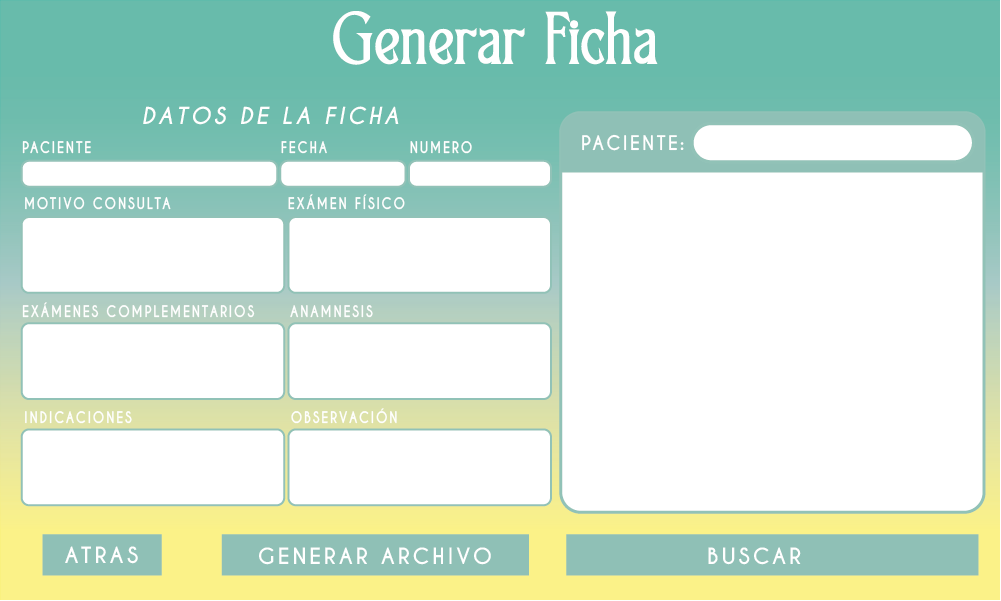 Generar Ficha
DATOS DE LA FICHA
PACIENTE FECHA NUMERO
MOTIVO CONSULTA EXÁMEN FÍSICO
EXÁMENES COMPLEMENTARIOS ANAMNESIS
INDICACIONES OBSERVACIÓN
PACIENTE:
ATRAS GENERAR ARCHIVO BUSCAR